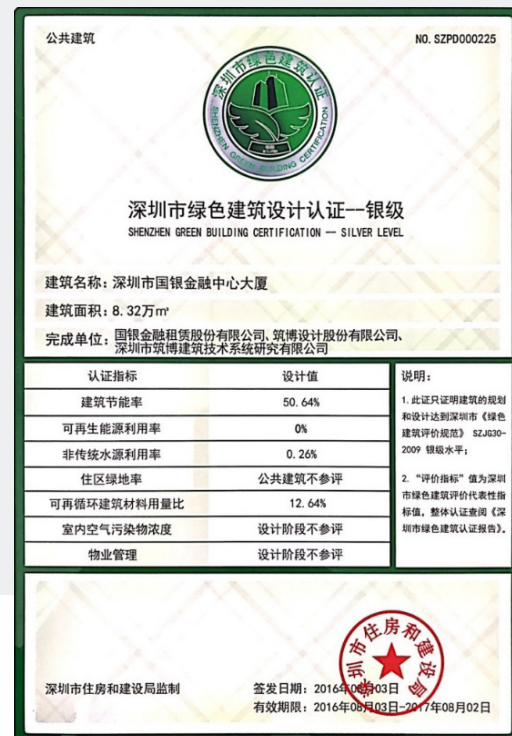 公共建筑
NO. SZPD000225
深圳市绿色建筑认证
SHENZHEN GREEN BUILDING CERTIFICATION
深圳市绿色建筑设计认证--银级
SHENZHEN GREEN BUILDING CERTIFICATION — SILVER LEVEL
建筑名称：深圳市国银金融中心大厦
建筑面积：8.32万㎡
完成单位：国银金融租赁股份有限公司、筑博设计股份有限公司、
深圳市筑博建筑技术系统研究有限公司
认证指标 设计值
建筑节能率 50.64%
可再生能源利用率 0%
非传统水源利用率 0.26%
住区绿地率 公共建筑不参评
可再循环建筑材料用量比 12.64%
室内空气污染物浓度 设计阶段不参评
物业管理 设计阶段不参评
说明：
1.此证只证明建筑的规划
和设计达到深圳市《绿色
建筑评价规范》 SZJG30-
2009 银级水平；
2.“评价指标”值为深圳
市绿色建筑评价代表性指
标值，整体认证查阅《深
圳市绿色建筑认证报告》。
深圳市住房和建设局
深圳市住房和建设局监制
签发日期：2016年08月03日
有效期限：2016年08月03日-2017年08月02日